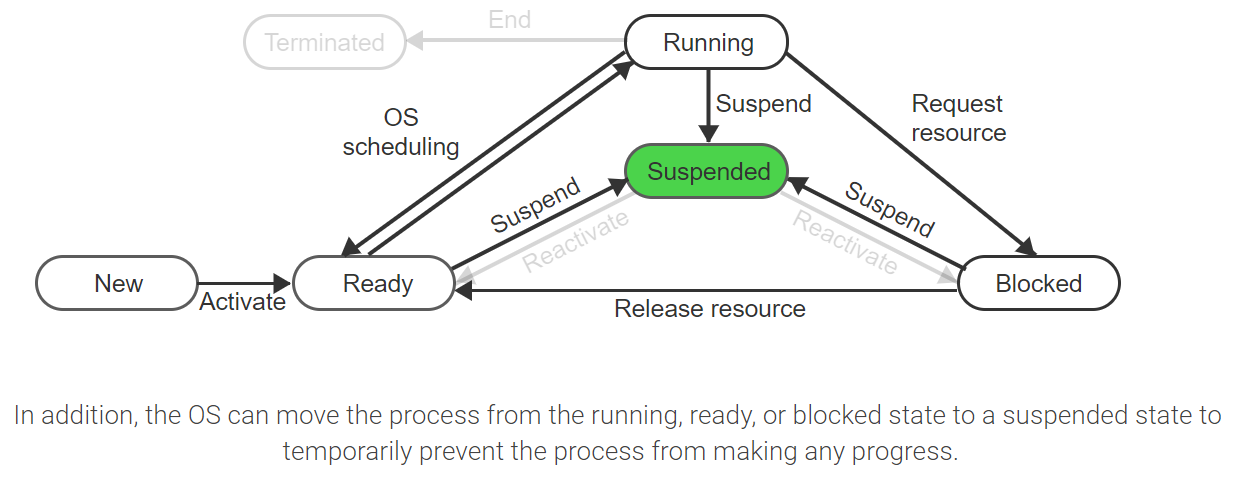 End
Terminated
Running
OS
scheduling
Suspend
Request
resource
Suspended
Suspend
Reactivate
Suspend
Reactivate
New
Activate
Ready
Blocked
Release resource
In addition, the OS can move the process from the running, ready, or blocked state to a suspended state to
temporarily prevent the process from making any progress.